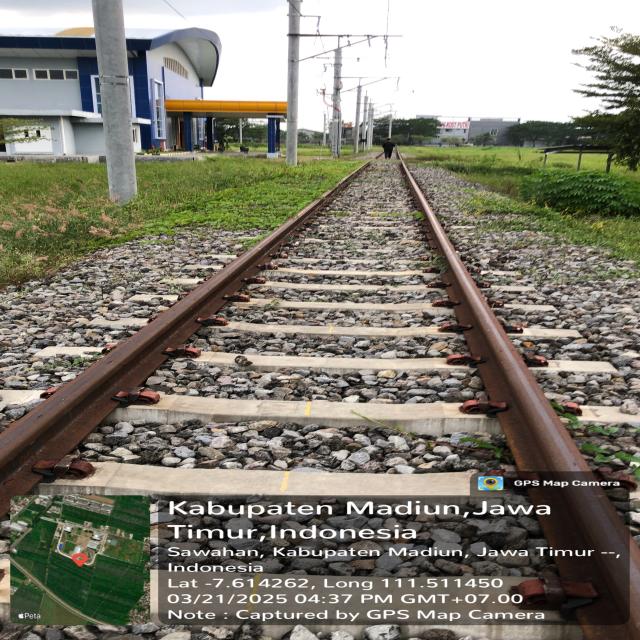 GPS Map Camera
Kabupaten Madiun,Jawa
Timur,Indonesia
Sawahan, Kabupaten Madiun, Jawa Timur --,
Indonesia
Lat -7.614262, Long 111.511450
03/21/2025 04:37 PM GMT+07.00
Note : Captured by GPS Map Camera
Peta